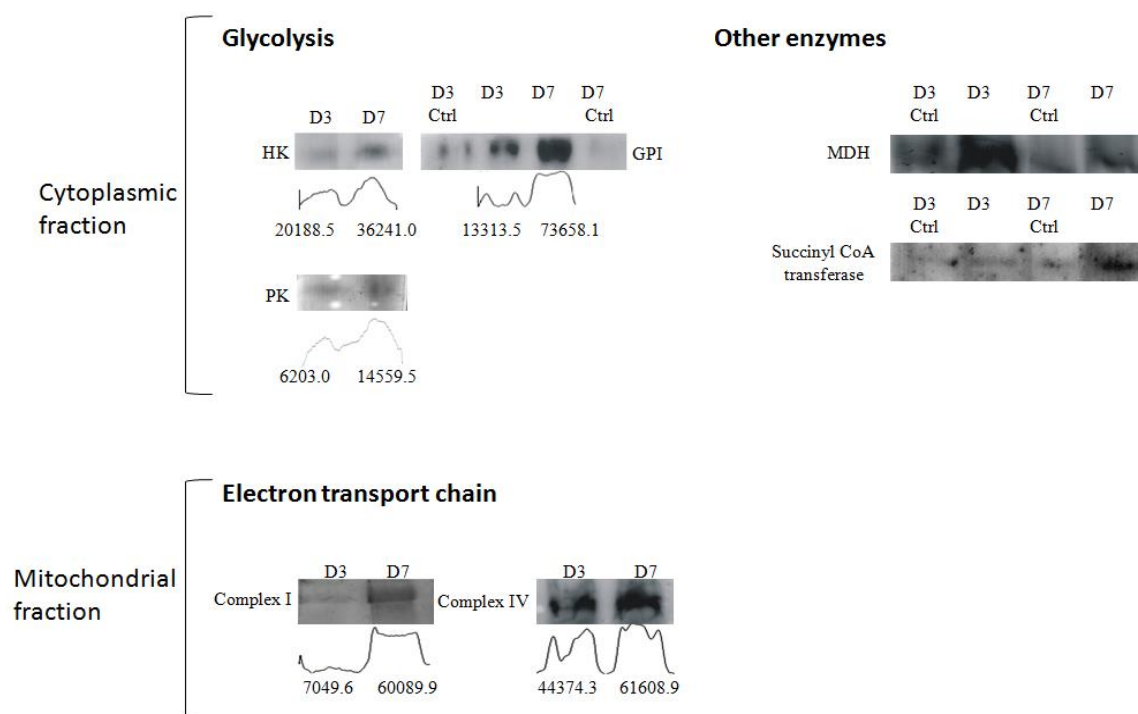 Glycolysis
Other enzymes
Cytoplasmic
fraction
D3 D7
D3
Ctrl
D3
D7
D7
Ctrl
HK
GPI
20188.5 36241.0
13313.5 73658.1
PK
6203.0 14559.5
D3
Ctrl
D3
D7
Ctrl
D7
MDH
D3
Ctrl
D3
D7
Ctrl
D7
Succinyl CoA
transferase
Electron transport chain
Mitochondrial
fraction
D3 D7
Complex I
7049.6 60089.9
D3 D7
Complex IV
44374.3 61608.9